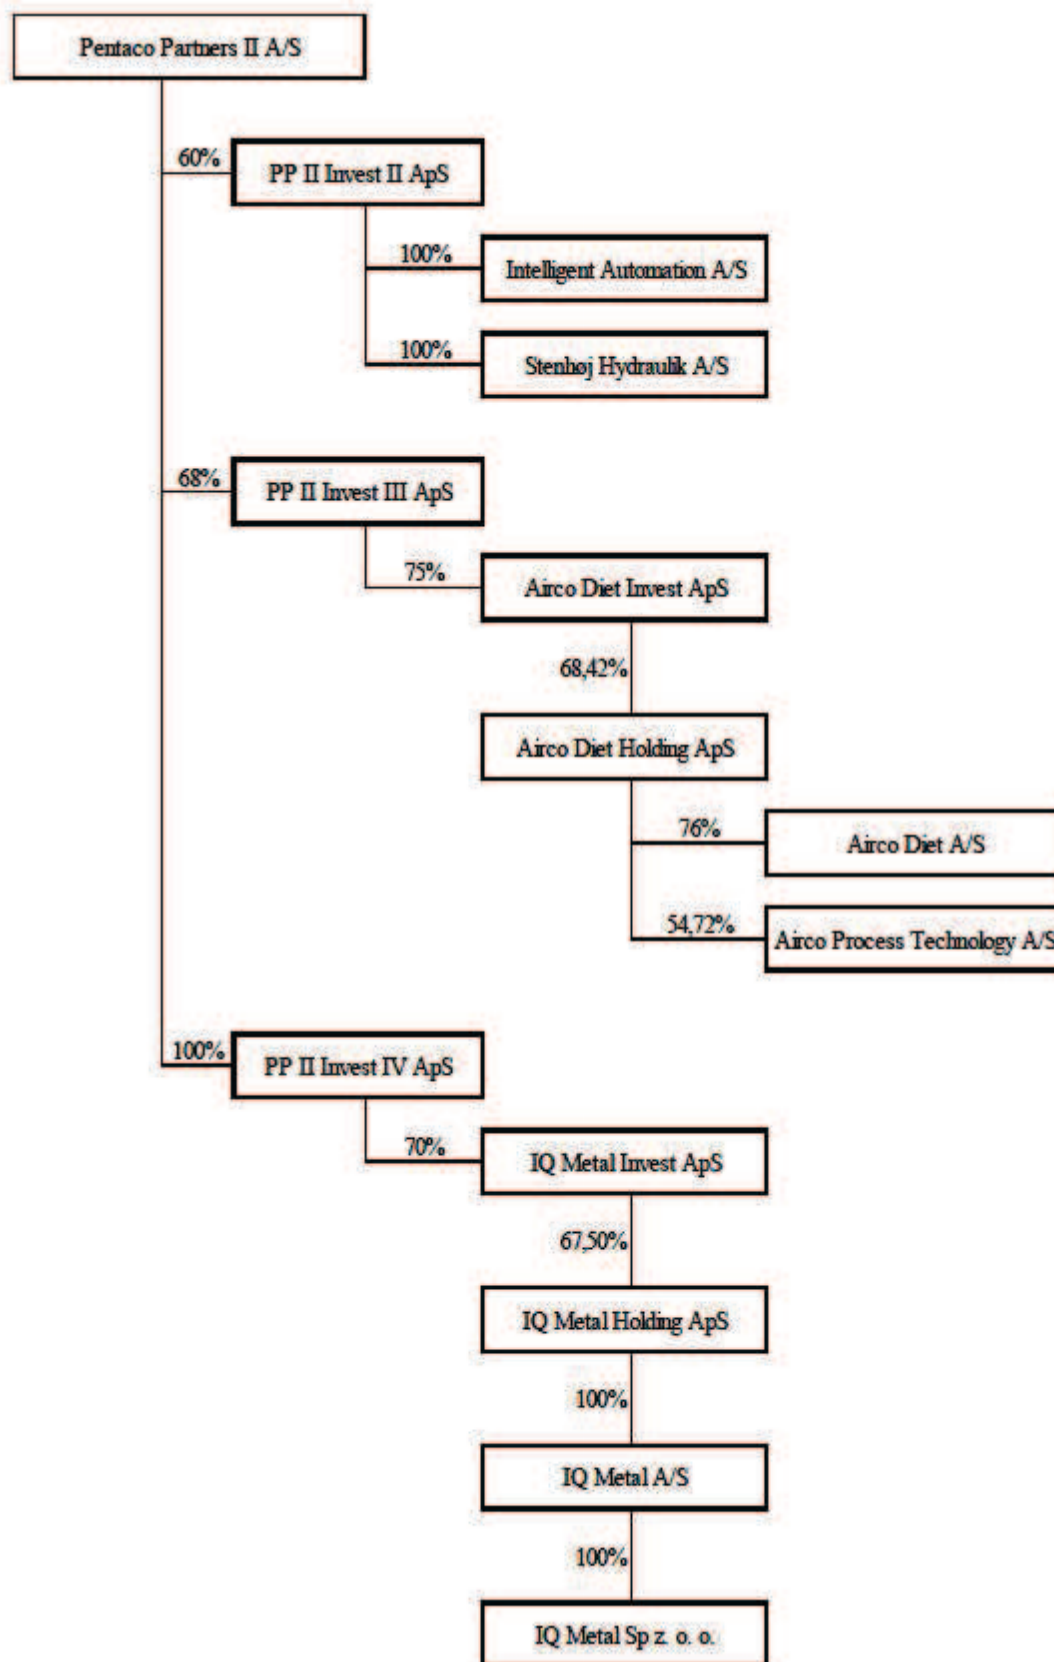 Pentaco Partners II A/S
60%
PP II Invest II ApS
100%
Intelligent Automation A/S
100%
Stenhøj Hydraulik A/S
68%
PP II Invest III ApS
75%
Airco Diet Invest ApS
68,42%
Airco Diet Holding ApS
76%
Airco Diet A/S
54,72%
Airco Process Technology A/S
100%
PP II Invest IV ApS
70%
IQ Metal Invest ApS
67,50%
IQ Metal Holding ApS
100%
IQ Metal A/S
100%
IQ Metal Sp z. o. o.